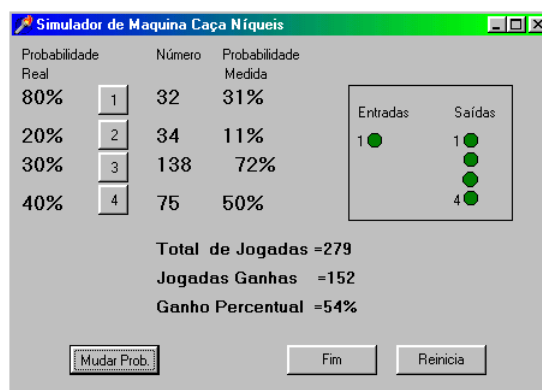 Simulador de Maquina Caça Níqueis
Probabilidade Real
Número
Probabilidade Medida
80% 1 32 31%
20% 2 34 11%
30% 3 138 72%
40% 4 75 50%
Entradas Saídas
1 1
4
Total de Jogadas =279
Jogadas Ganhas =152
Ganho Percentual =54%
Mudar Prob. Fim Reinicia